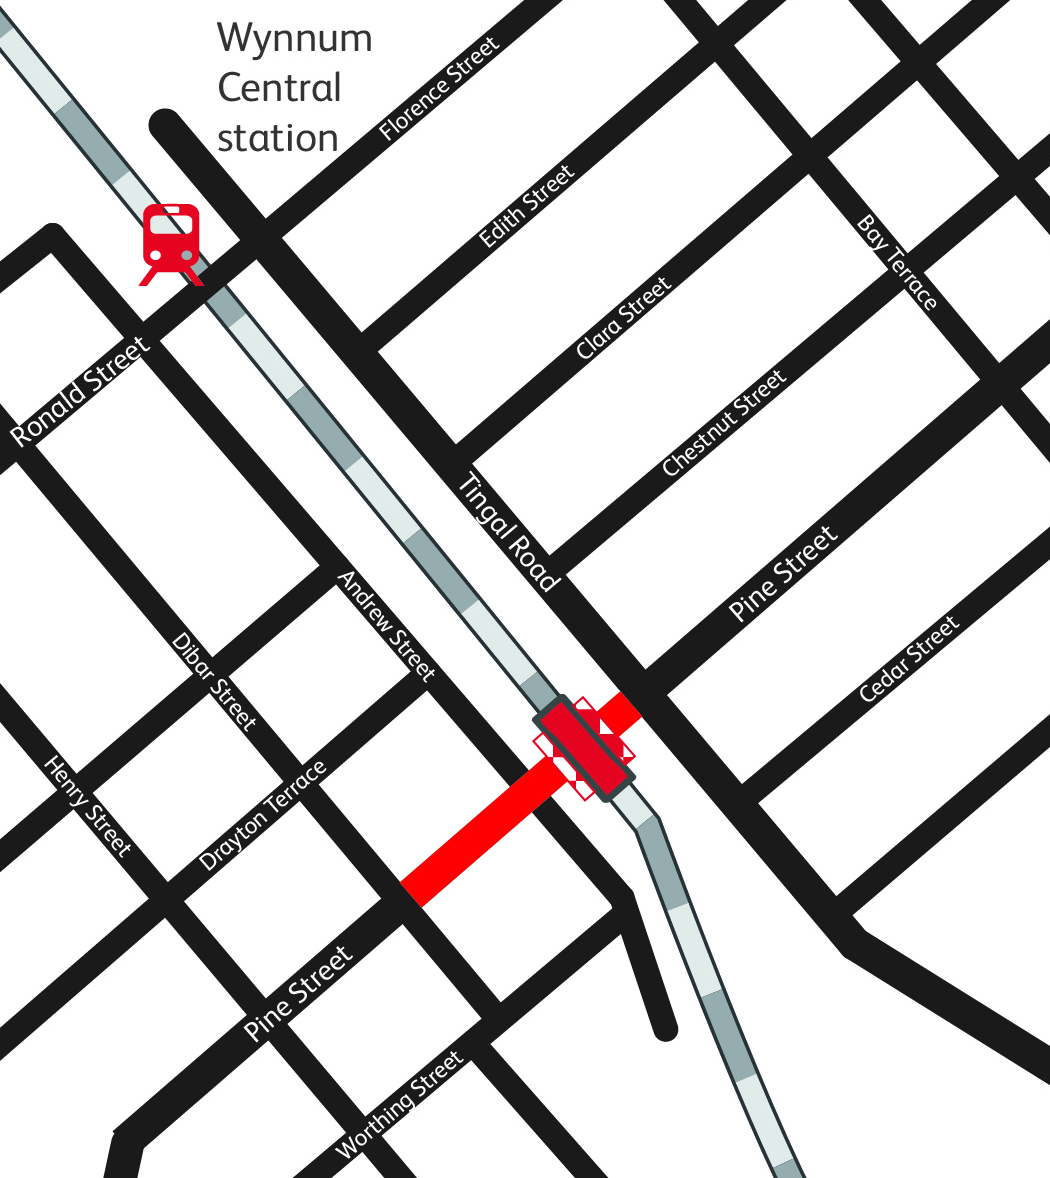 Wynnum
Central
station
Florence Street
Edith Street
Bay Terrace
Clara Street
Ronald Street
Chestnut Street
Tingal Road
Pine Street
Andrew Street
Cedar Street
Dibar Street
Henry Street
Drayton Terrace
Pine Street
Worthing Street